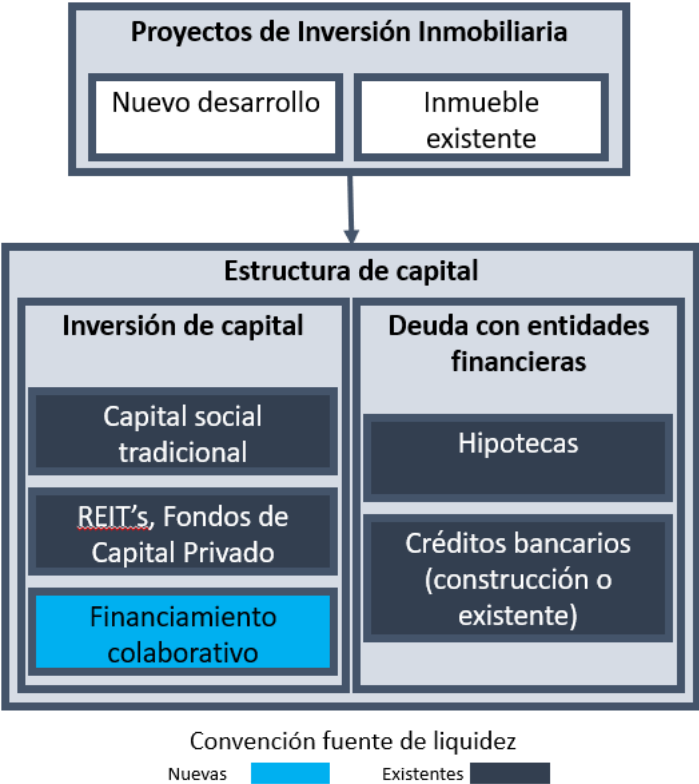 Proyectos de Inversión Inmobiliaria
Nuevo desarrollo
Inmueble
existente
Estructura de capital
Inversión de capital
Capital social
tradicional
REIT's, Fondos de
Capital Privado
Financiamiento
colaborativo
Deuda con entidades
financieras
Hipotecas
Créditos bancarios
(construcción o
existente)
Convención fuente de liquidez
Nuevas
Existentes